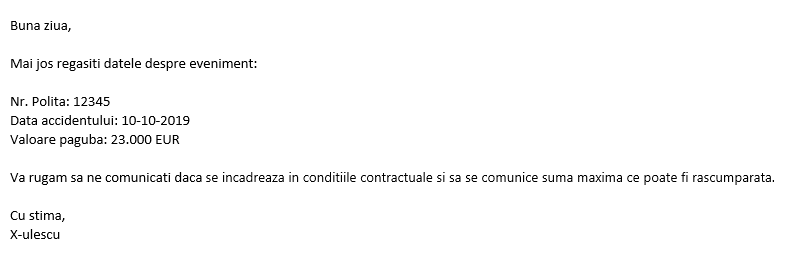 Buna ziua,
Mai jos regasiti datele despre eveniment:
Nr. Polita: 12345
Data accidentului: 10-10-2019
Valoare paguba: 23.000 EUR
Va rugam sa ne comunicati daca se incadreaza in conditiile contractuale si sa se comunice suma maxima ce poate fi rascumparata.
Cu stima,
X-ulescu